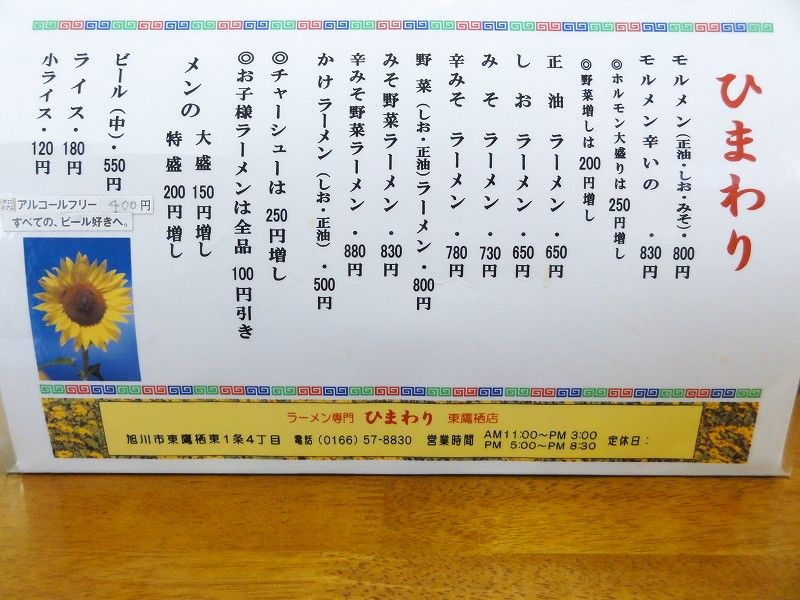 ひまわり
モルメン(正油・しお・みそ)・800円
モルメン辛いの・830円
◎ホルモン大盛りは250円増し
◎野菜増しは200円増し
正油ラーメン・650円
しおラーメン・650円
みそラーメン・730円
辛みそラーメン・780円
野菜(しお・正油)ラーメン・800円
みそ野菜ラーメン・830円
辛みそ野菜ラーメン・880円
かけラーメン(しお・正油)・500円
◎チャーシューは250円増し
◎お子様ラーメンは全品100円引き
メンの大盛150円増し
特盛200円増し
ビール(中)・550円
ライス・180円
小ライス・120円
アルコールフリー 400円
すべての、ビール好きへ。
ラーメン専門 ひまわり 東鷹栖店
旭川市東鷹栖東1条4丁目 電話(0166)57-8830 営業時間 AM11:00~PM 3:00
PM 5:00~PM 8:30 定休日: